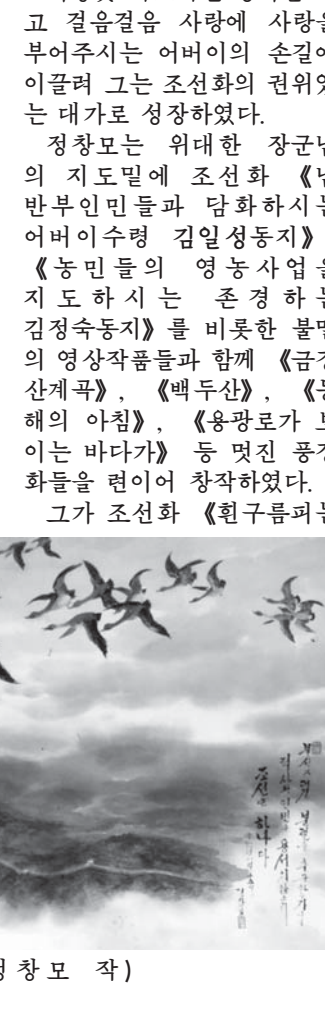 고 걸음걸음 사랑에 사랑을
부어주시는 어버이의 손길에
이끌려 그는 조선화의 권위있
는 대가로 성장하였다.
정창모는 위대한 장군님
의 지도밑에 조선화 《남
반부인민들과 담화하시는
어버이수령 김일성동지》,
《농민들의 영농사업을
지도하시는 존경하는
김정숙동지》를 비롯한 불멸
의 영상작품들과 함께 《금강
산계곡》, 《백두산》, 《동
해의 아침》, 《용광로가 보
이는 바다가》 등 멋진 풍경
화들을 련이어 창작하였다.
그가 조선화 《흰구름피는
조선은 하나다
정창모 작)